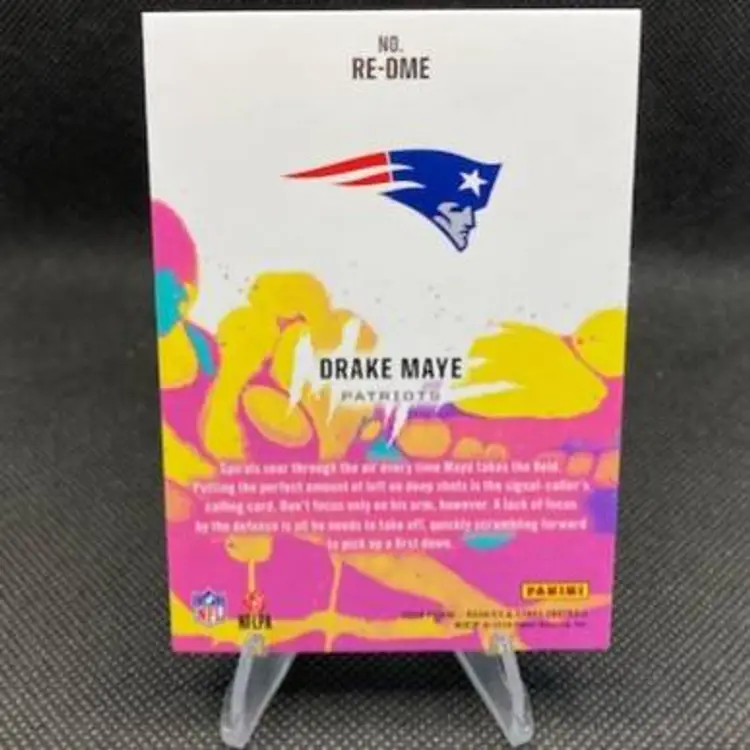 NO.
RE-DME
DRAKE MAYE
PATRIOTS
Spirals soar through the air every time Maye takes the field.
Putting the perfect amount of loft on deep shots is the signal-caller's
calling card. Don't focus only on his arm, however. A lack of focus
by the defense is all he needs to take off, quickly scrambling forward
to pick up a first down.
PANINI
NFL
NFLPA